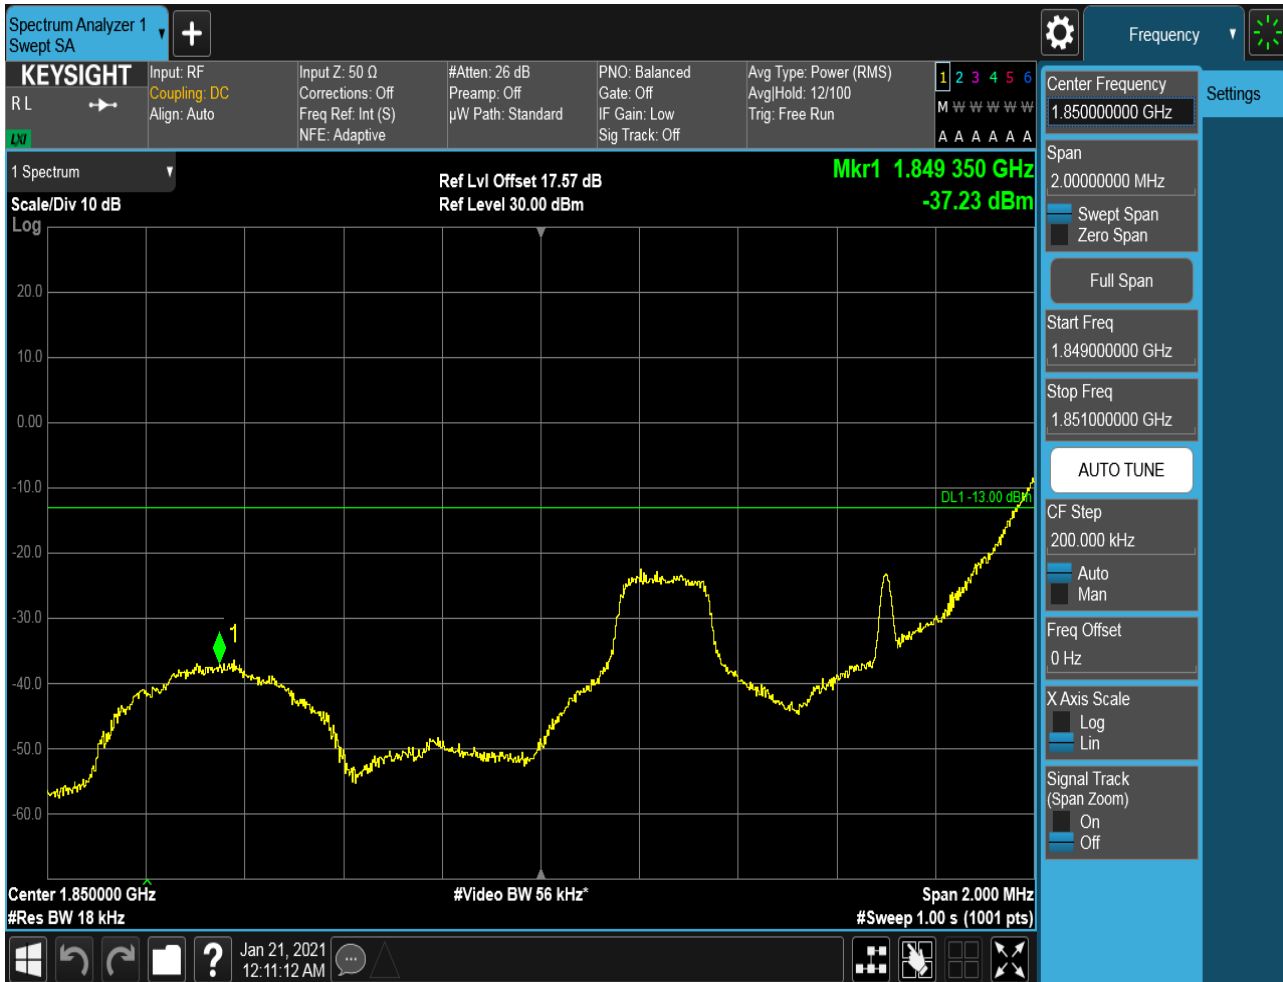 Spectrum Analyzer 1
Swept SA
Frequency
KEYSIGHT
R L
LXI
Input: RF
Coupling: DC
Align: Auto
Input Z: 50 Ω
Corrections: Off
Freq Ref: Int (S)
NFE: Adaptive
#Atten: 26 dB
Preamp: Off
µW Path: Standard
PNO: Balanced
Gate: Off
IF Gain: Low
Sig Track: Off
Avg Type: Power (RMS)
Avg|Hold: 12/100
Trig: Free Run
1 2 3 4 5 6
M W W W W W
A A A A A A
1 Spectrum
Scale/Div 10 dB
Log
Ref Lvl Offset 17.57 dB
Ref Level 30.00 dBm
Mkr1 1.849 350 GHz
-37.23 dBm
20.0
10.0
0.00
-10.0
DL1 -13.00 dBm
-20.0
-30.0
1
-40.0
-50.0
-60.0
Center 1.850000 GHz
#Video BW 56 kHz*
Span 2.000 MHz
#Res BW 18 kHz
#Sweep 1.00 s (1001 pts)
Jan 21, 2021
12:11:12 AM
Center Frequency
1.850000000 GHz
Settings
Span
2.00000000 MHz
Swept Span
Zero Span
Full Span
Start Freq
1.849000000 GHz
Stop Freq
1.851000000 GHz
AUTO TUNE
CF Step
200.000 kHz
Auto
Man
Freq Offset
0 Hz
X Axis Scale
Log
Lin
Signal Track
(Span Zoom)
On
Off